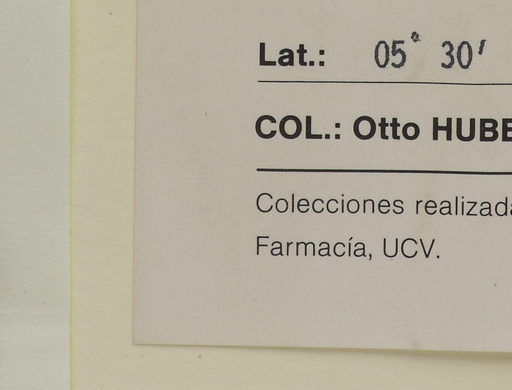 Lat.: 05° 30'
COL.: Otto HUBE
Colecciones realizada
Farmacía, UCV.